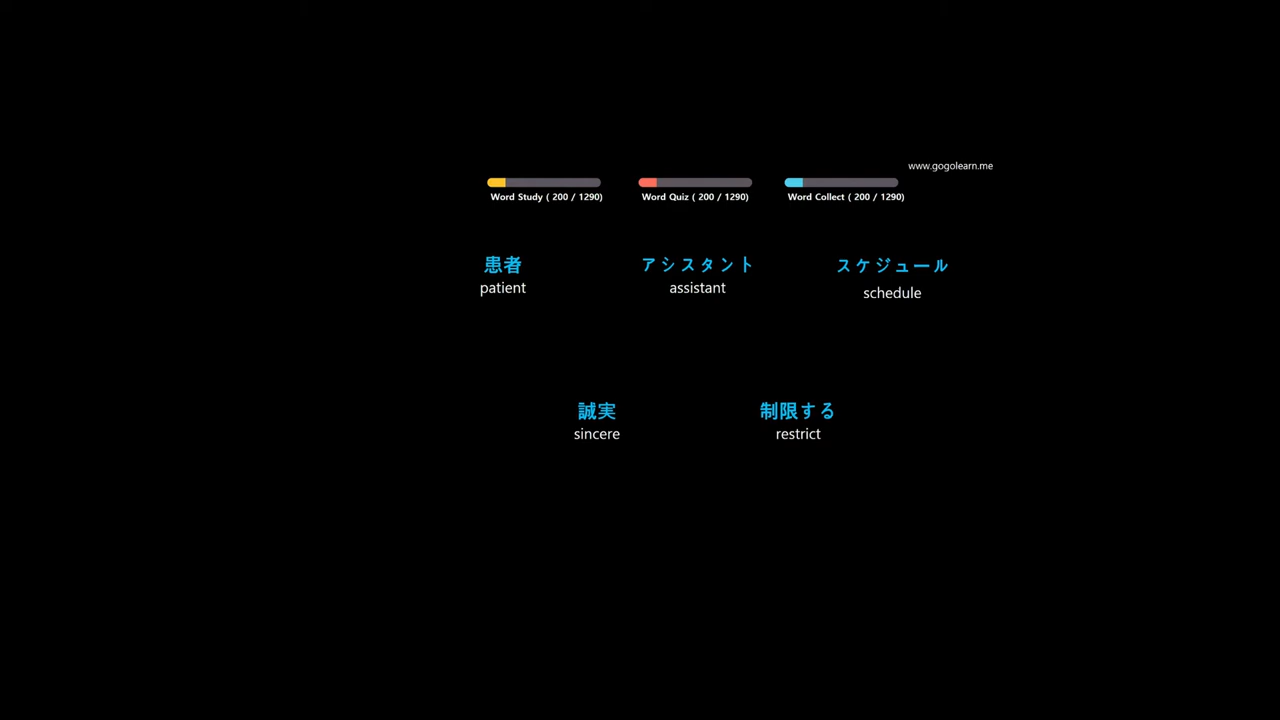 www.gogolearn.me
Word Study ( 200 / 1290)
Word Quiz ( 200 / 1290)
Word Collect ( 200 / 1290)
患者
patient
アシスタント
assistant
スケジュール
schedule
誠実
sincere
制限する
restrict